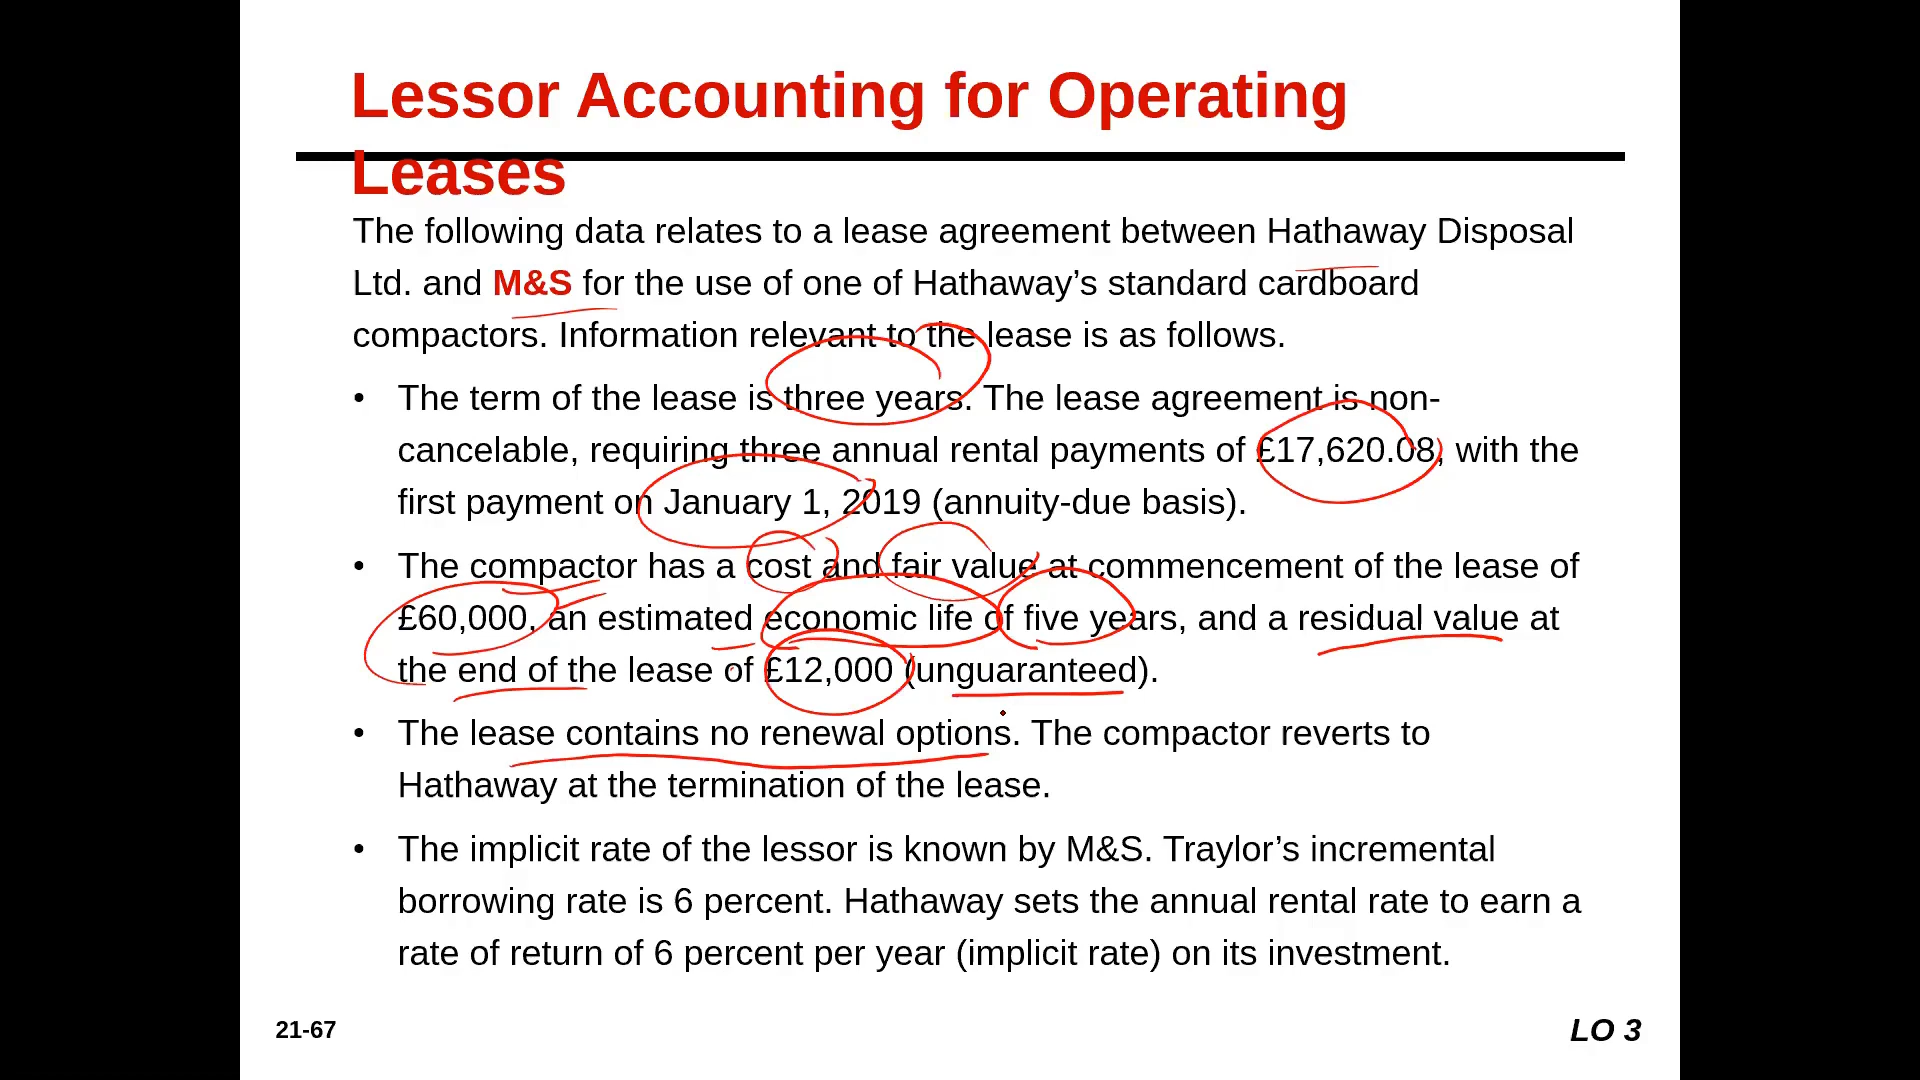 Lessor Accounting for Operating
Leases
The following data relates to a lease agreement between Hathaway Disposal
Ltd. and M&S for the use of one of Hathaway’s standard cardboard
compactors. Information relevant to the lease is as follows.
• The term of the lease is three years. The lease agreement is non-
cancelable, requiring three annual rental payments of £17,620.08, with the
first payment on January 1, 2019 (annuity-due basis).
• The compactor has a cost and fair value at commencement of the lease of
£60,000, an estimated economic life of five years, and a residual value at
the end of the lease of £12,000 (unguaranteed).
• The lease contains no renewal options. The compactor reverts to
Hathaway at the termination of the lease.
• The implicit rate of the lessor is known by M&S. Traylor’s incremental
borrowing rate is 6 percent. Hathaway sets the annual rental rate to earn a
rate of return of 6 percent per year (implicit rate) on its investment.
21-67
LO 3